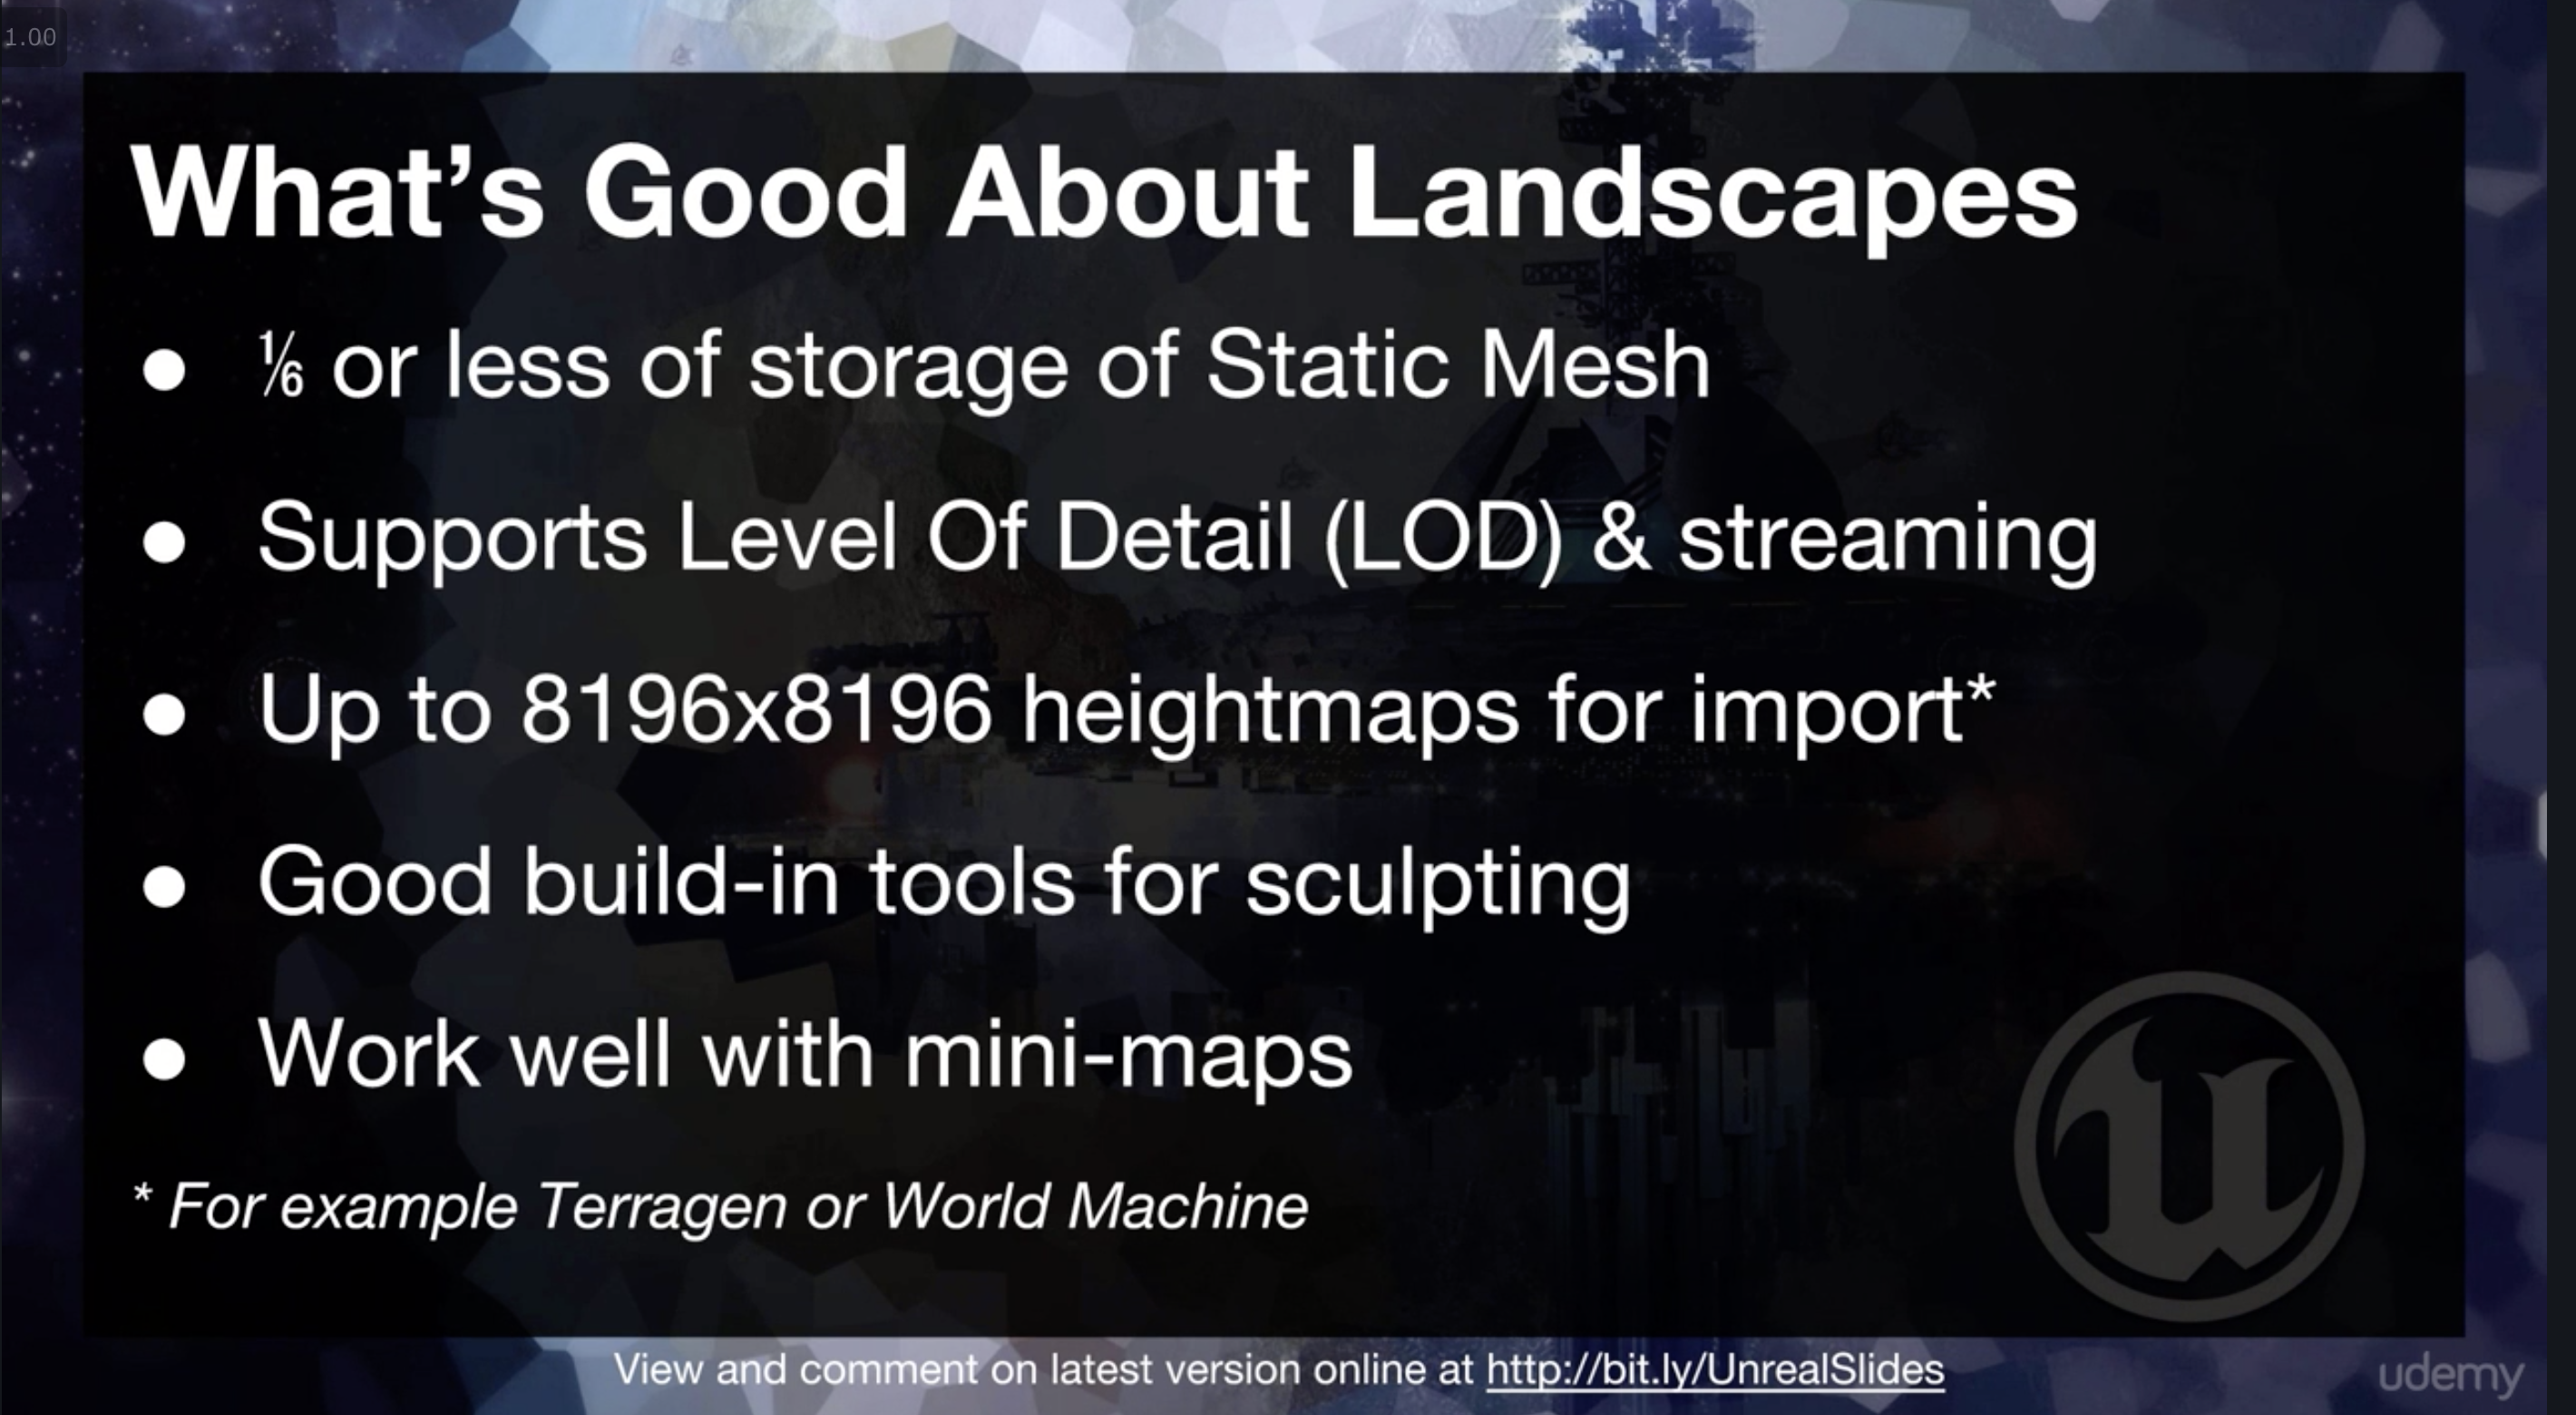 1.00
What's Good About Landscapes
● ⅙ or less of storage of Static Mesh
● Supports Level Of Detail (LOD) & streaming
● Up to 8196x8196 heightmaps for import*
● Good build-in tools for sculpting
● Work well with mini-maps
* For example Terragen or World Machine
View and comment on latest version online at http://bit.ly/UnrealSlides
udemy